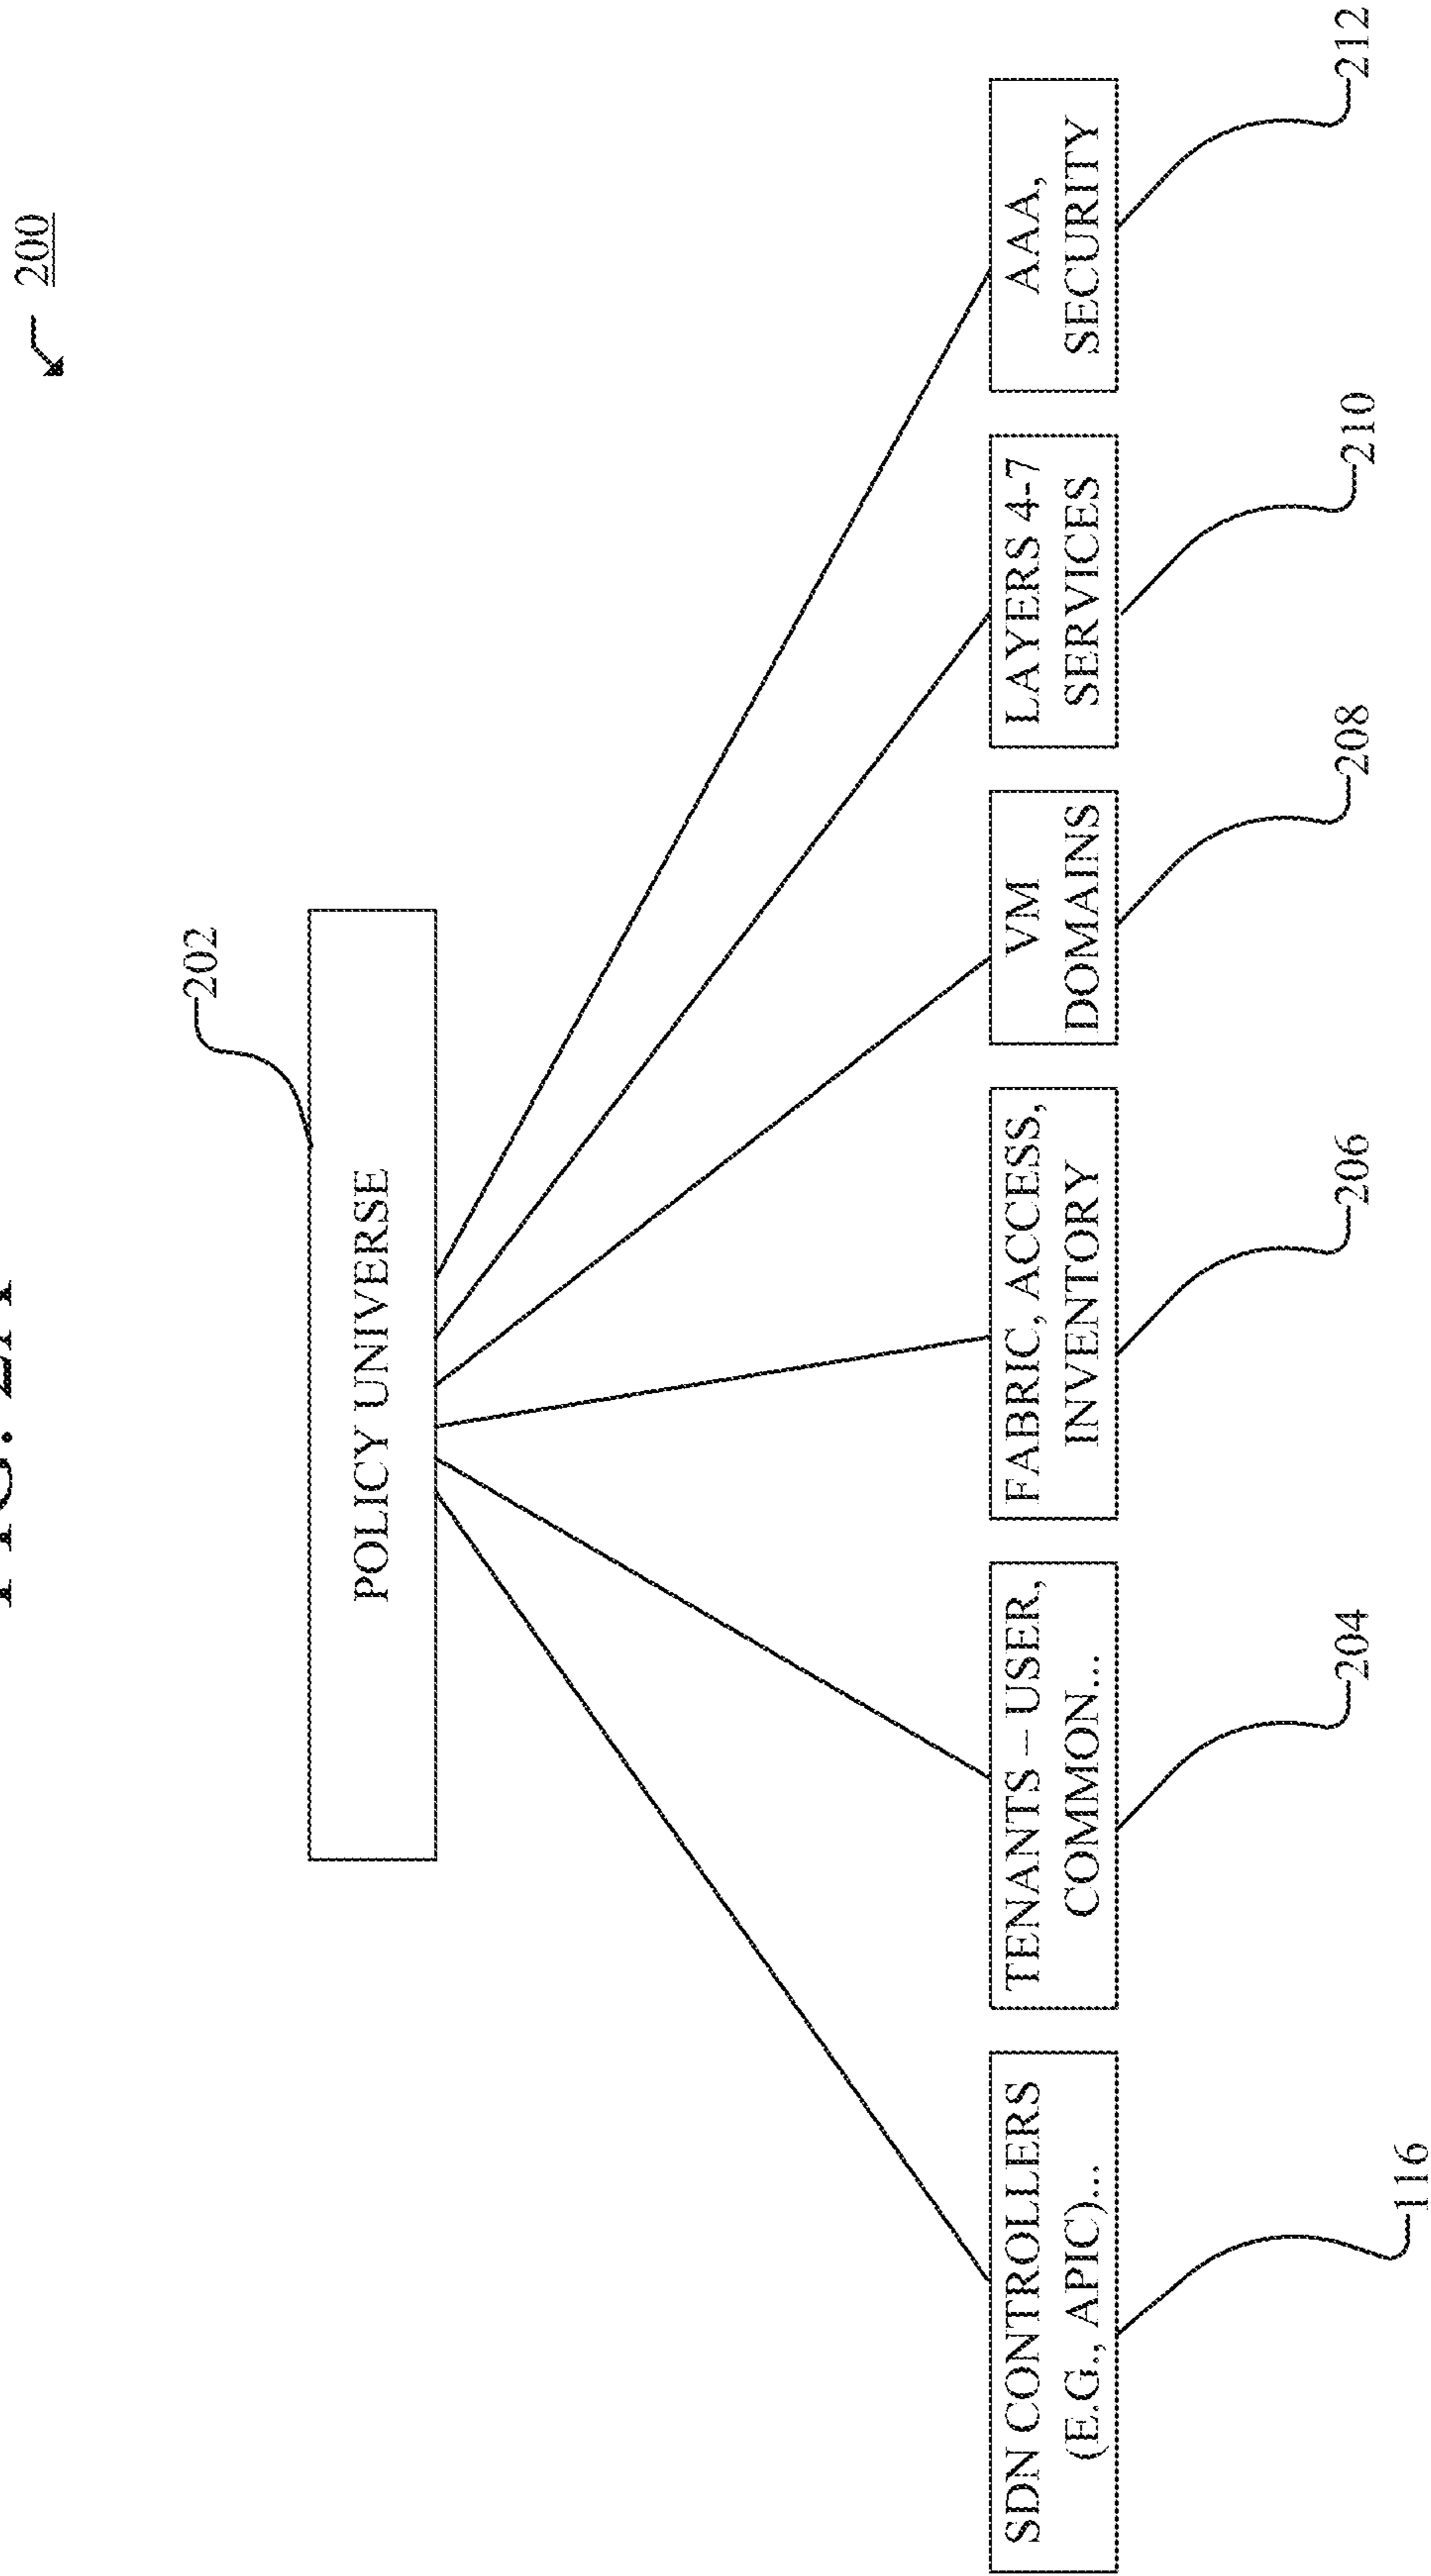 200
202
POLICY UNIVERSE
SDN CONTROLLERS
(E.G., APIC)...
116
TENANTS – USER,
COMMON...
204
FABRIC, ACCESS,
INVENTORY
206
VM
DOMAINS
208
LAYERS 4-7
SERVICES
210
AAA,
SECURITY
212